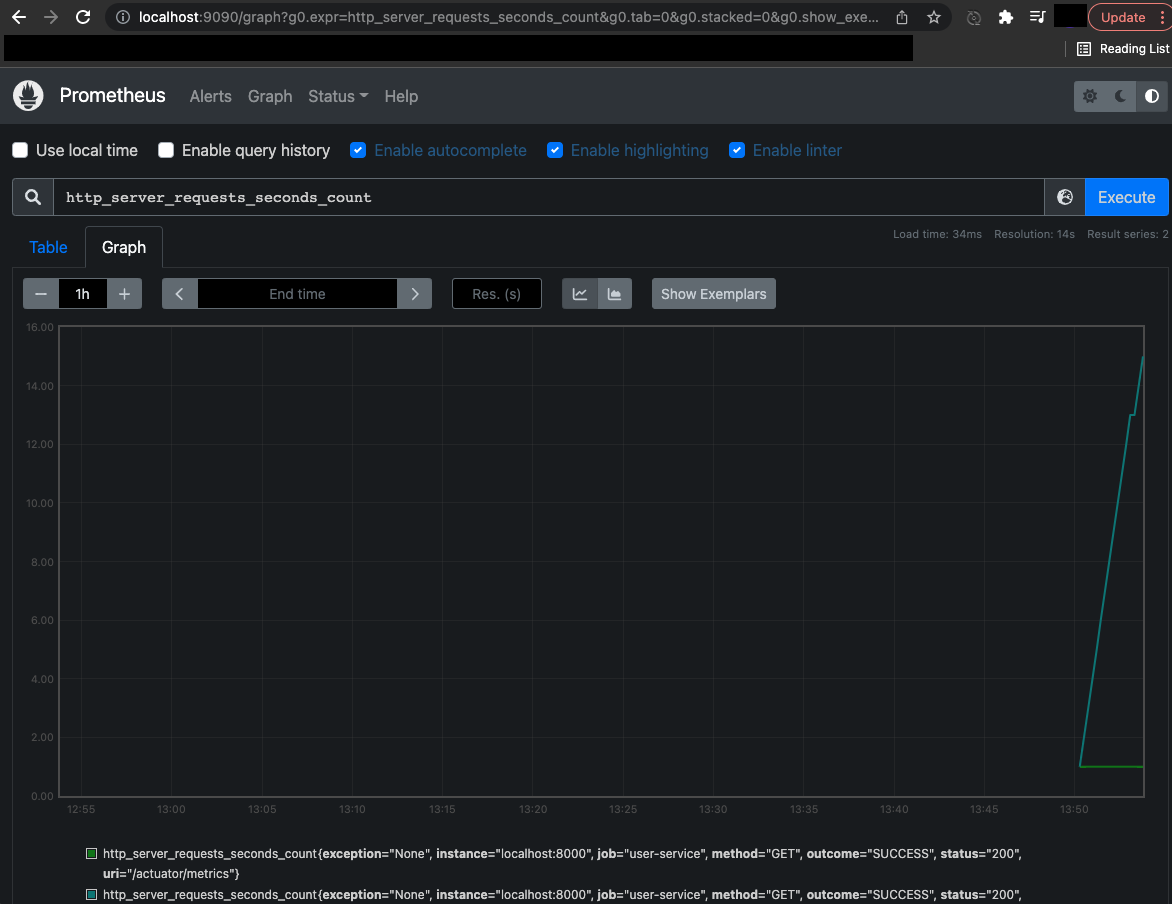 localhost:9090/graph?g0.expr=http_server_requests_seconds_count&g0.tab=0&g0.stacked=0&g0.show_exe...
Update
Reading List
Prometheus Alerts Graph Status Help
Use local time Enable query history Enable autocomplete Enable highlighting Enable linter
http_server_requests_seconds_count Execute
Load time: 34ms Resolution: 14s Result series: 2
Table Graph
− 1h + End time Res. (s) Show Exemplars
16.00
14.00
12.00
10.00
8.00
6.00
4.00
2.00
0.00
12:55 13:00 13:05 13:10 13:15 13:20 13:25 13:30 13:35 13:40 13:45 13:50
http_server_requests_seconds_count{exception="None", instance="localhost:8000", job="user-service", method="GET", outcome="SUCCESS", status="200",
uri="/actuator/metrics"}
http_server_requests_seconds_count{exception="None", instance="localhost:8000", job="user-service", method="GET", outcome="SUCCESS", status="200",